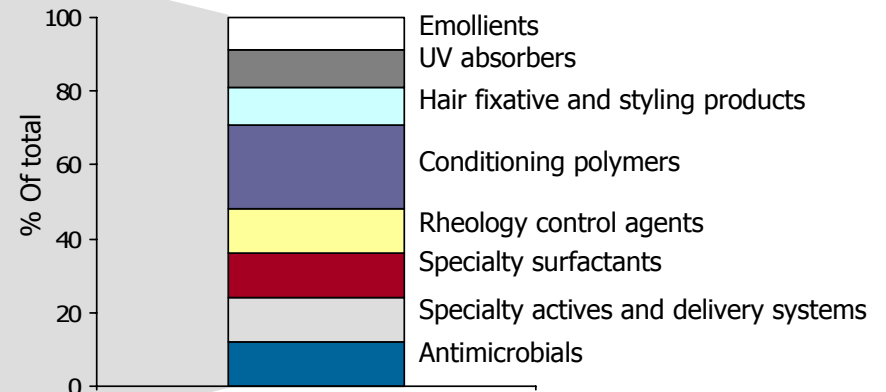 100
80
60
40
20
0
% Of total
Emollients
UV absorbers
Hair fixative and styling products
Conditioning polymers
Rheology control agents
Specialty surfactants
Specialty actives and delivery systems
Antimicrobials